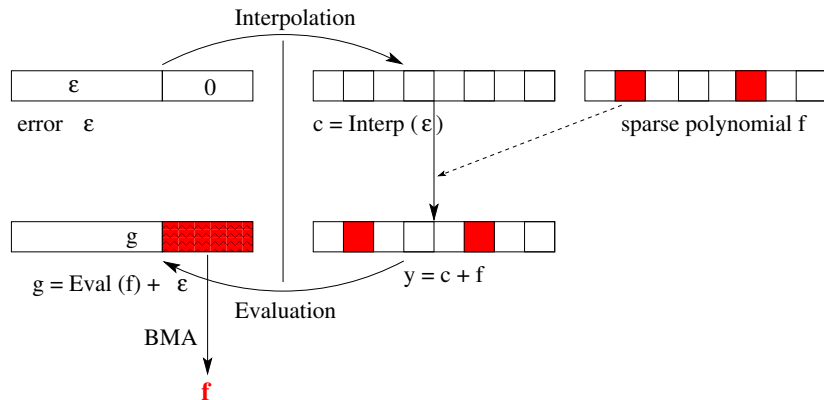 Interpolation
ε 0
error ε
c = Interp (ε)
sparse polynomial f
g
g = Eval (f) + ε
y = c + f
Evaluation
BMA
f